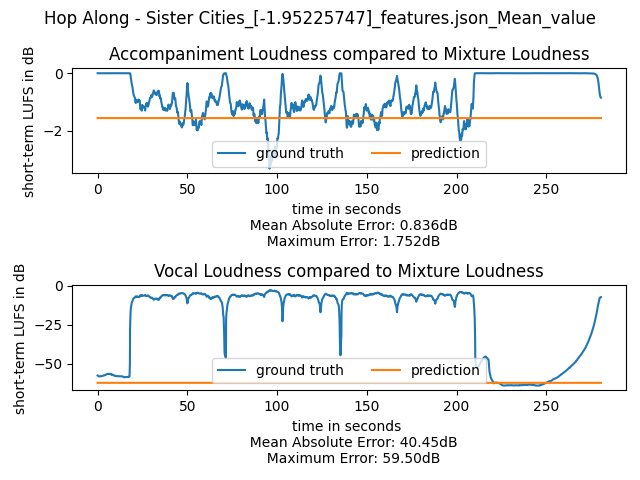 Hop Along - Sister Cities_[-1.95225747]_features.json_Mean_value
Accompaniment Loudness compared to Mixture Loudness
short-term LUFS in dB
0
−2
ground truth
prediction
0
50
100
150
200
250
time in seconds
Mean Absolute Error: 0.836dB
Maximum Error: 1.752dB
Vocal Loudness compared to Mixture Loudness
short-term LUFS in dB
0
−25
−50
ground truth
prediction
0
50
100
150
200
250
time in seconds
Mean Absolute Error: 40.45dB
Maximum Error: 59.50dB